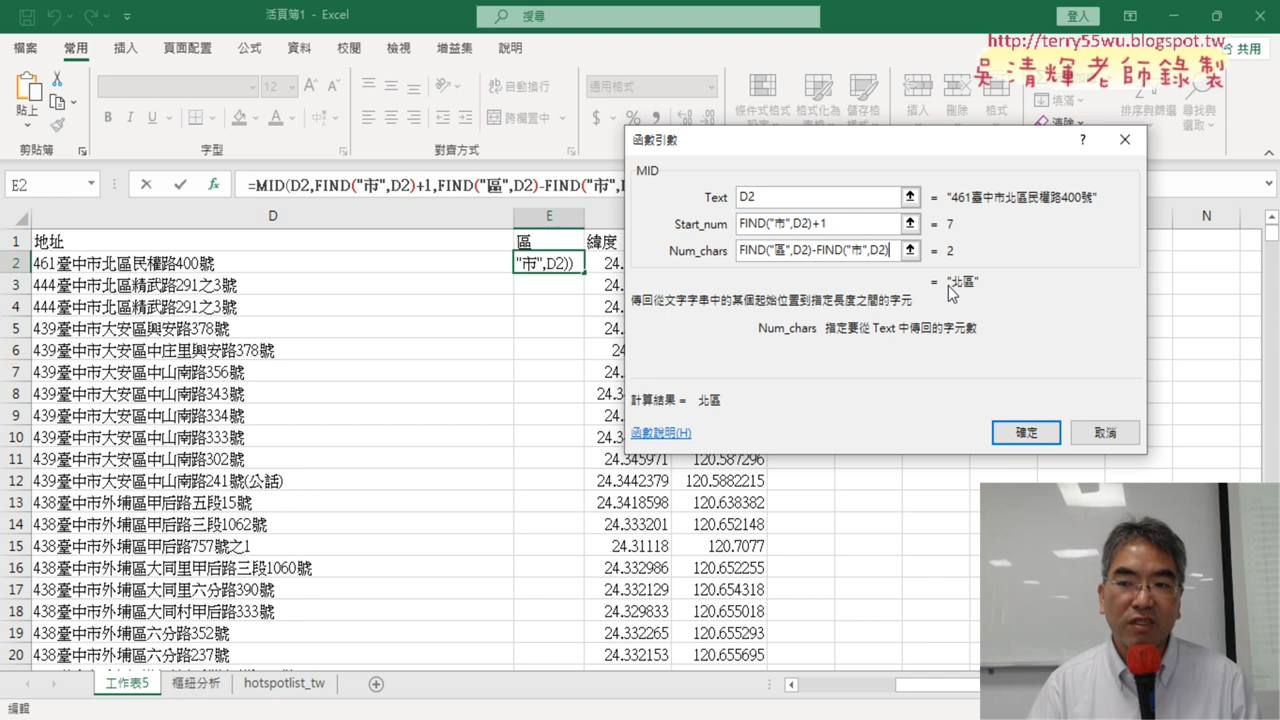 活頁簿1 - Excel
搜尋
登入
檔案 常用 插入 頁面配置 公式 資料 校閱 檢視 增益集 說明
共用
http://terry55wu.blogspot.tw
吳清輝老師錄製
貼上
12
自動換行
跨欄置中
通用格式
條件式格式
格式化為
儲存格
插入 刪除 格式
填滿
清除
排序與篩選
尋找與
選取
剪貼簿 字型 對齊方式
E2
=MID(D2,FIND("市",D2)+1,FIND("區",D2)-FIND("市",
D E N
1 地址 區 緯度
2 461臺中市北區民權路400號 "市",D2)) 24.
3 444臺中市北區精武路291之3號
4 444臺中市北區精武路291之3號
5 439臺中市大安區興安路378號
6 439臺中市大安區中庄里興安路378號
7 439臺中市大安區中山南路356號
8 439臺中市大安區中山南路343號
9 439臺中市大安區中山南路334號
10 439臺中市大安區中山南路333號
11 439臺中市大安區中山南路302號 24.345971 120.587296
12 439臺中市大安區中山南路241號(公話) 24.3442379 120.5882215
13 438臺中市外埔區甲后路五段15號 24.3418598 120.638382
14 438臺中市外埔區甲后路三段1062號 24.333201 120.652148
15 438臺中市外埔區甲后路757號之1 24.31118 120.7077
16 438臺中市外埔區大同里甲后路三段1060號 24.332986 120.652255
17 438臺中市外埔區大同里六分路390號 24.332129 120.654318
18 438臺中市外埔區大同村甲后路333號 24.329833 120.655018
19 438臺中市外埔區六分路352號 24.332265 120.655293
20 438臺中市外埔區六分路237號 24.332153 120.655695
函數引數
MID
Text D2 = "461臺中市北區民權路400號"
Start_num FIND("市",D2)+1 = 7
Num_chars FIND("區",D2)-FIND("市",D2) = 2
= "北區"
傳回從文字字串中的某個起始位置到指定長度之間的字元
Num_chars 指定要從 Text 中傳回的字元數
計算結果 = 北區
函數說明(H)
確定 取消
工作表5 樞紐分析 hotspotlist_tw
編輯